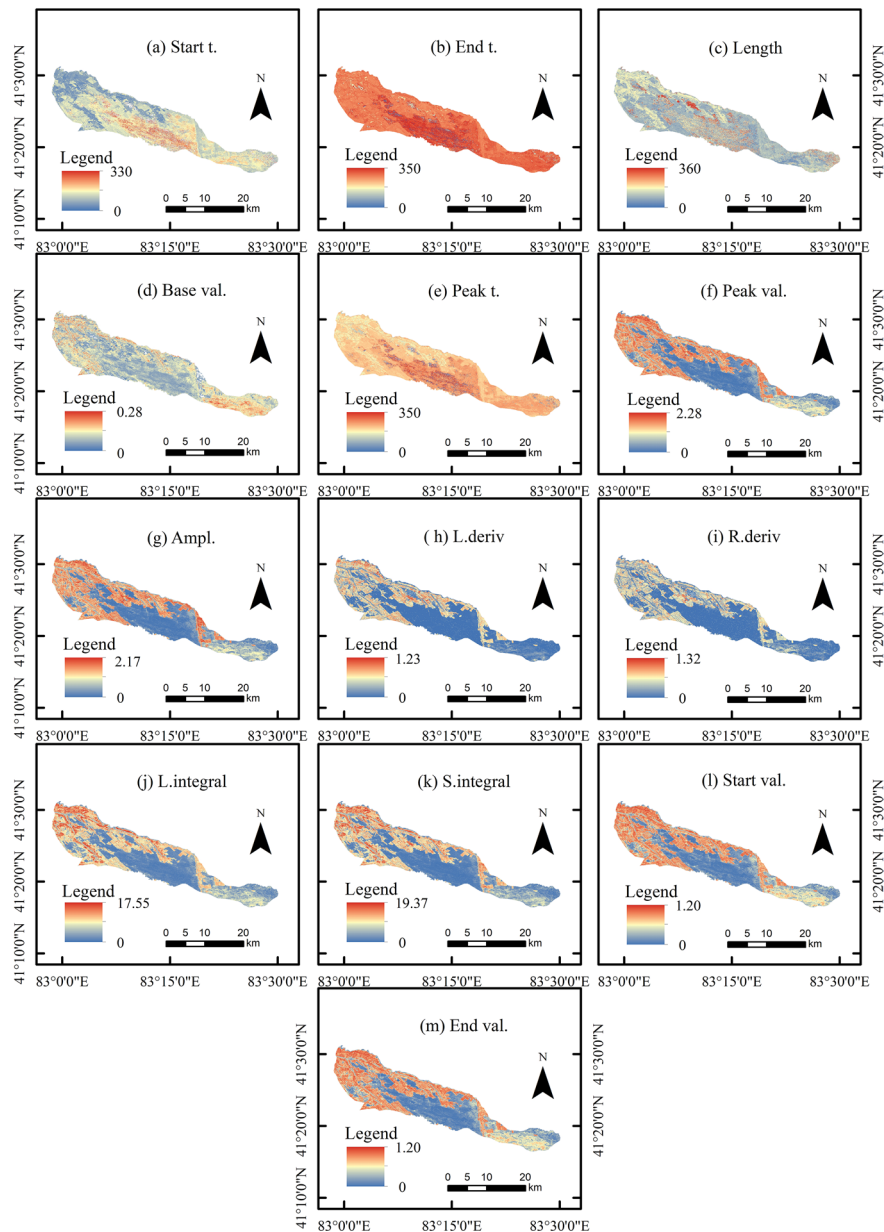 (a) Start t.
N
Legend
330
0
0 5 10 20
km
41°30'0"N
41°20'0"N
41°10'0"N
83°0'0"E 83°15'0"E 83°30'0"E
(b) End t.
N
Legend
350
0
0 5 10 20
km
83°0'0"E 83°15'0"E 83°30'0"E
(c) Length
N
Legend
360
0
0 5 10 20
km
41°30'0"N
41°20'0"N
41°10'0"N
83°0'0"E 83°15'0"E 83°30'0"E
(d) Base val.
N
Legend
0.28
0
0 5 10 20
km
41°30'0"N
41°20'0"N
41°10'0"N
83°0'0"E 83°15'0"E 83°30'0"E
(e) Peak t.
N
Legend
350
0
0 5 10 20
km
83°0'0"E 83°15'0"E 83°30'0"E
(f) Peak val.
N
Legend
2.28
0
0 5 10 20
km
41°30'0"N
41°20'0"N
41°10'0"N
83°0'0"E 83°15'0"E 83°30'0"E
(g) Ampl.
N
Legend
2.17
0
0 5 10 20
km
41°30'0"N
41°20'0"N
41°10'0"N
83°0'0"E 83°15'0"E 83°30'0"E
( h) L.deriv
N
Legend
1.23
0
0 5 10 20
km
83°0'0"E 83°15'0"E 83°30'0"E
(i) R.deriv
N
Legend
1.32
0
0 5 10 20
km
41°30'0"N
41°20'0"N
41°10'0"N
83°0'0"E 83°15'0"E 83°30'0"E
(j) L.integral
N
Legend
17.55
0
0 5 10 20
km
41°30'0"N
41°20'0"N
41°10'0"N
83°0'0"E 83°15'0"E 83°30'0"E
(k) S.integral
N
Legend
19.37
0
0 5 10 20
km
83°0'0"E 83°15'0"E 83°30'0"E
(l) Start val.
N
Legend
1.20
0
0 5 10 20
km
41°30'0"N
41°20'0"N
41°10'0"N
83°0'0"E 83°15'0"E 83°30'0"E
(m) End val.
N
Legend
1.20
0
0 5 10 20
km
41°30'0"N
41°20'0"N
41°10'0"N
41°30'0"N
41°20'0"N
41°10'0"N
83°0'0"E 83°15'0"E 83°30'0"E